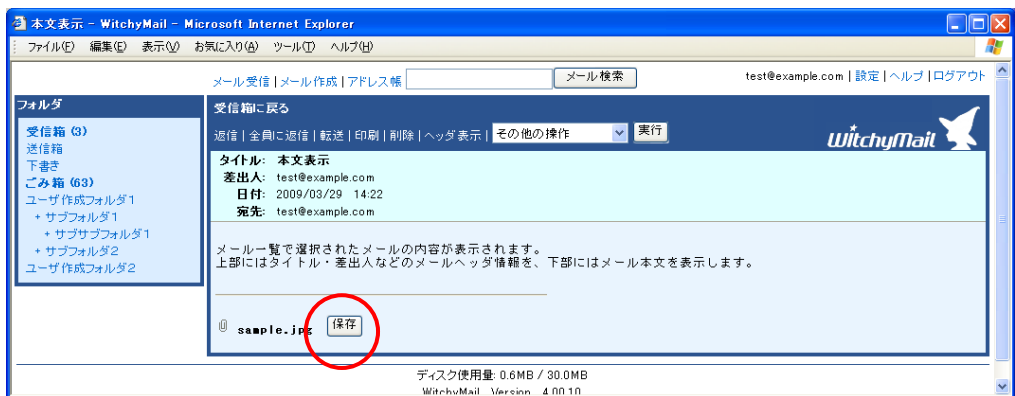 本文表示 - WitchyMail - Microsoft Internet Explorer
ファイル(F) 編集(E) 表示(V) お気に入り(A) ツール(T) ヘルプ(H)
メール受信 | メール作成 | アドレス帳 メール検索 test@example.com | 設定 | ヘルプ | ログアウト
フォルダ
受信箱 (3)
送信箱
下書き
ごみ箱 (63)
ユーザ作成フォルダ1
+ サブフォルダ1
+ サブサブフォルダ1
+ サブフォルダ2
ユーザ作成フォルダ2
受信箱に戻る
返信 | 全員に返信 | 転送 | 印刷 | 削除 | ヘッダ表示 | その他の操作 実行
WitchyMail
タイトル: 本文表示
差出人: test@example.com
日付: 2009/03/29 14:22
宛先: test@example.com
メール一覧で選択されたメールの内容が表示されます。
上部にはタイトル・差出人などのメールヘッダ情報を、下部にはメール本文を表示します。
sample.jpg 保存
ディスク使用量: 0.6MB / 30.0MB
WitchyMail Version 4.00.10